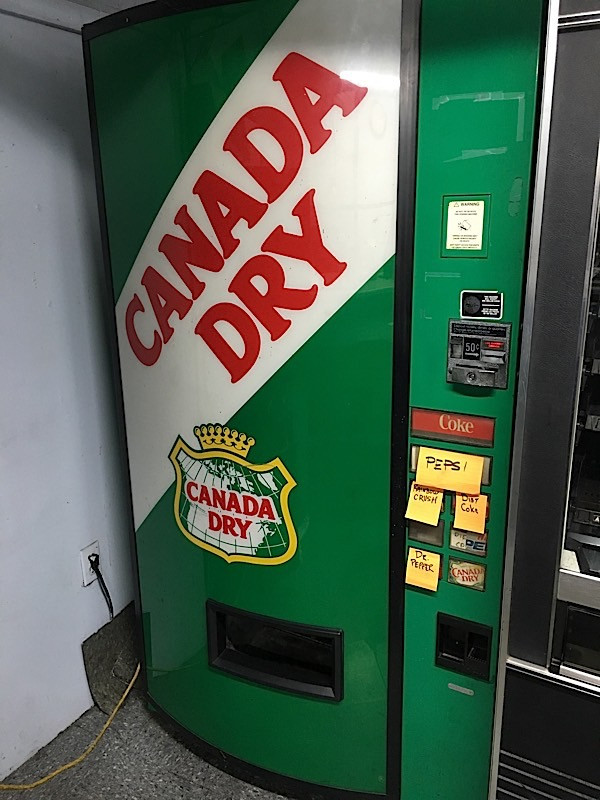 CANADA
DRY
CANADA
DRY
WARNING
50¢
Coke
PEPSI
CRUSH
DIET
Coke
DR.
PEPPER
CANADA
DRY